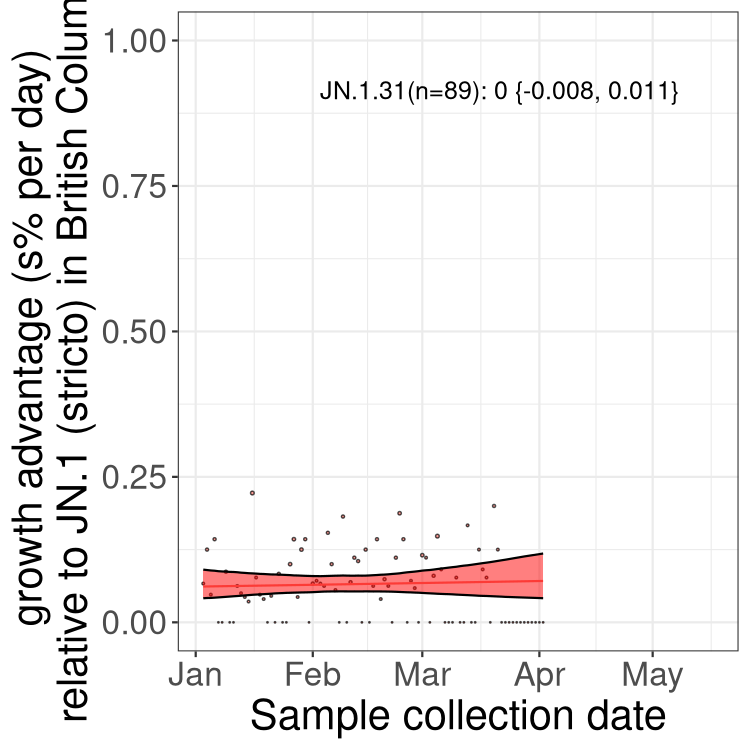 growth advantage (s% per day)
relative to JN.1 (stricto) in British Colum
1.00
0.75
0.50
0.25
0.00
JN.1.31(n=89): 0 {-0.008, 0.011}
Jan Feb Mar Apr May
Sample collection date